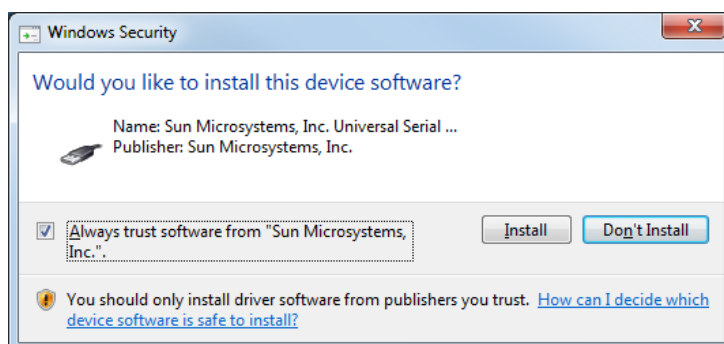 Windows Security
Would you like to install this device software?
Name: Sun Microsystems, Inc. Universal Serial ...
Publisher: Sun Microsystems, Inc.
Always trust software from "Sun Microsystems,
Inc.".
Install
Don't Install
You should only install driver software from publishers you trust. How can I decide which
device software is safe to install?